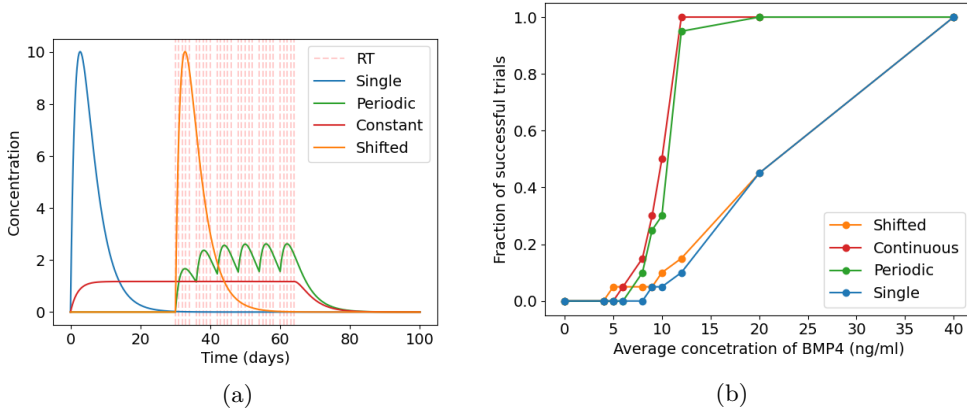 10
8
6
4
2
0
Concentration
RT
Single
Periodic
Constant
Shifted
0 20 40 60 80 100
Time (days)
(a)
1.0
0.8
0.6
0.4
0.2
0.0
Fraction of successful trials
Shifted
Continuous
Periodic
Single
0 5 10 15 20 25 30 35 40
Average concetration of BMP4 (ng/ml)
(b)